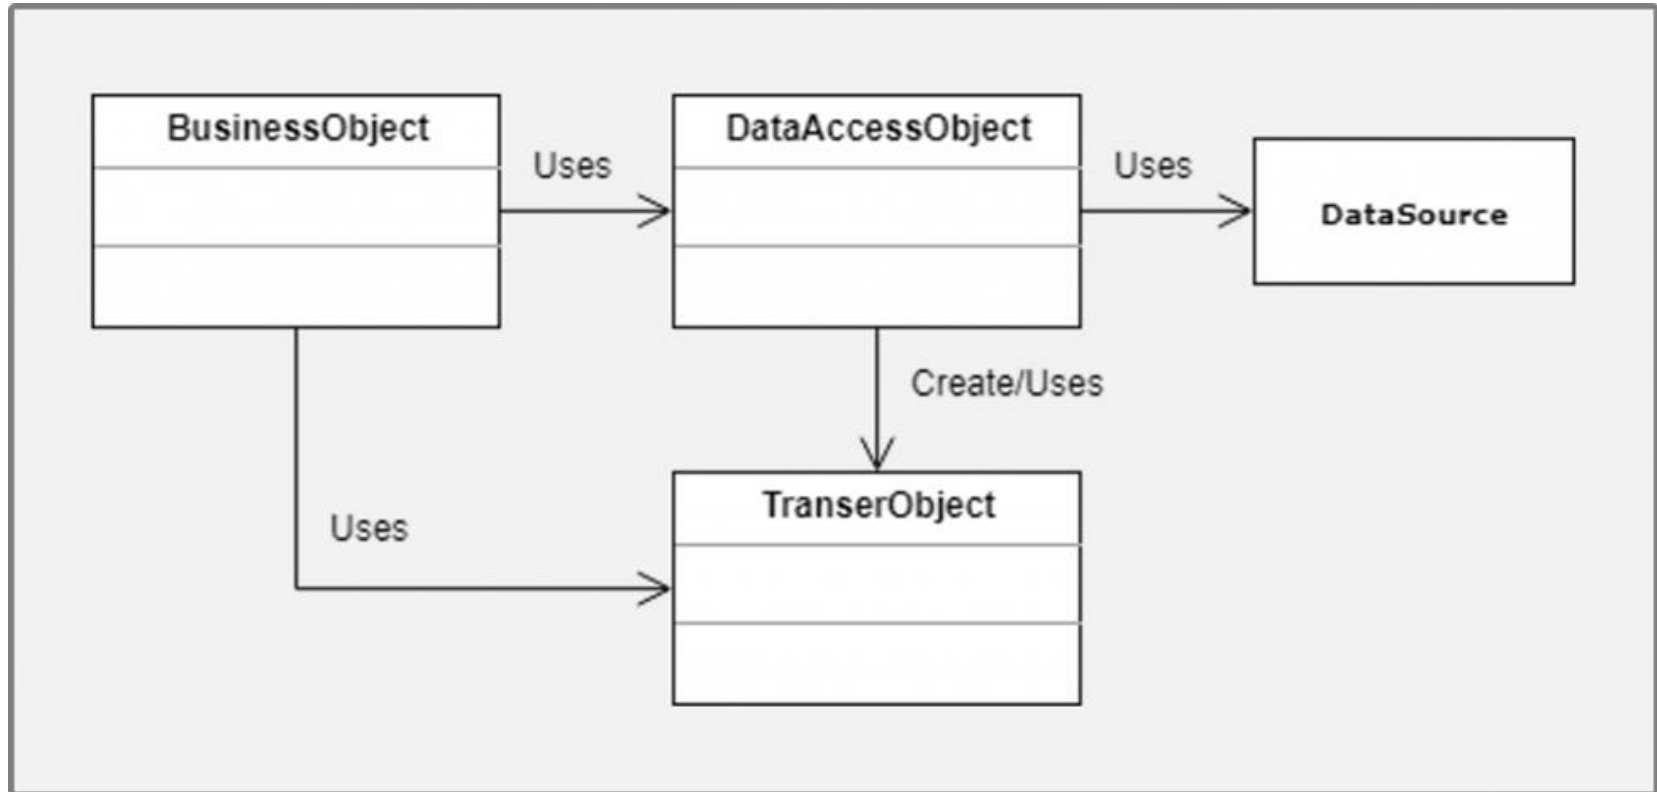 BusinessObject
Uses
DataAccessObject
Uses
DataSource
Create/Uses
Uses
TranserObject